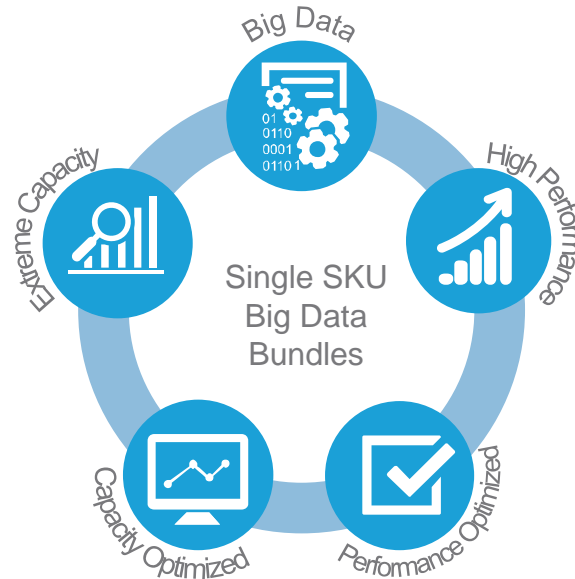 Big Data
01
0110
0001
01101
Extreme Capacity
High Performance
Single SKU
Big Data
Bundles
Capacity Optimized
Performance Optimized